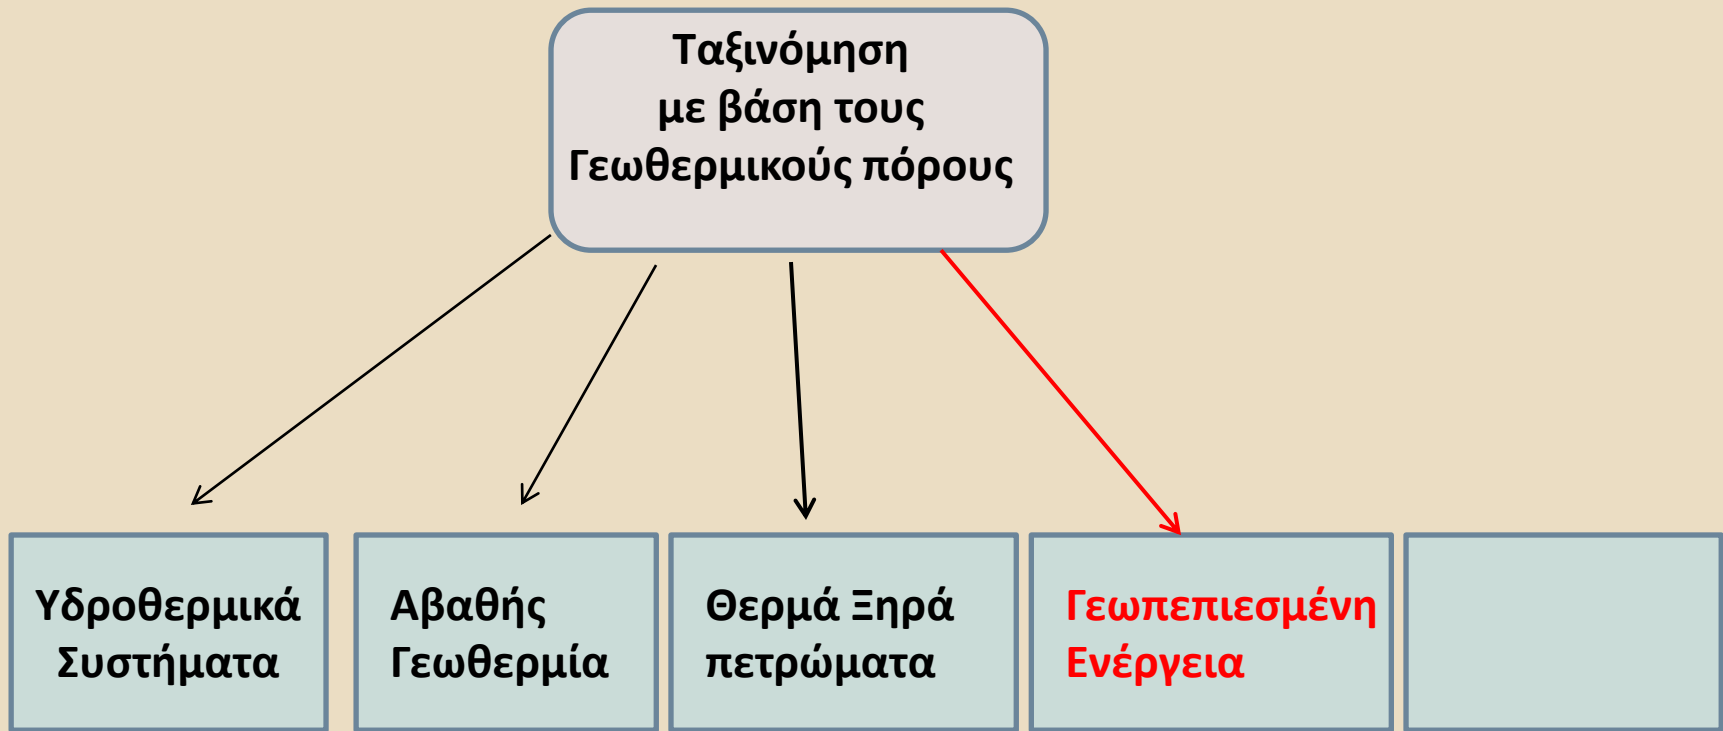 Ταξινόμηση
με βάση τους
Γεωθερμικούς πόρους
Υδροθερμικά
Συστήματα
Αβαθής
Γεωθερμία
Θερμά Ξηρά
πετρώματα
Γεωπεπιεσμένη
Ενέργεια